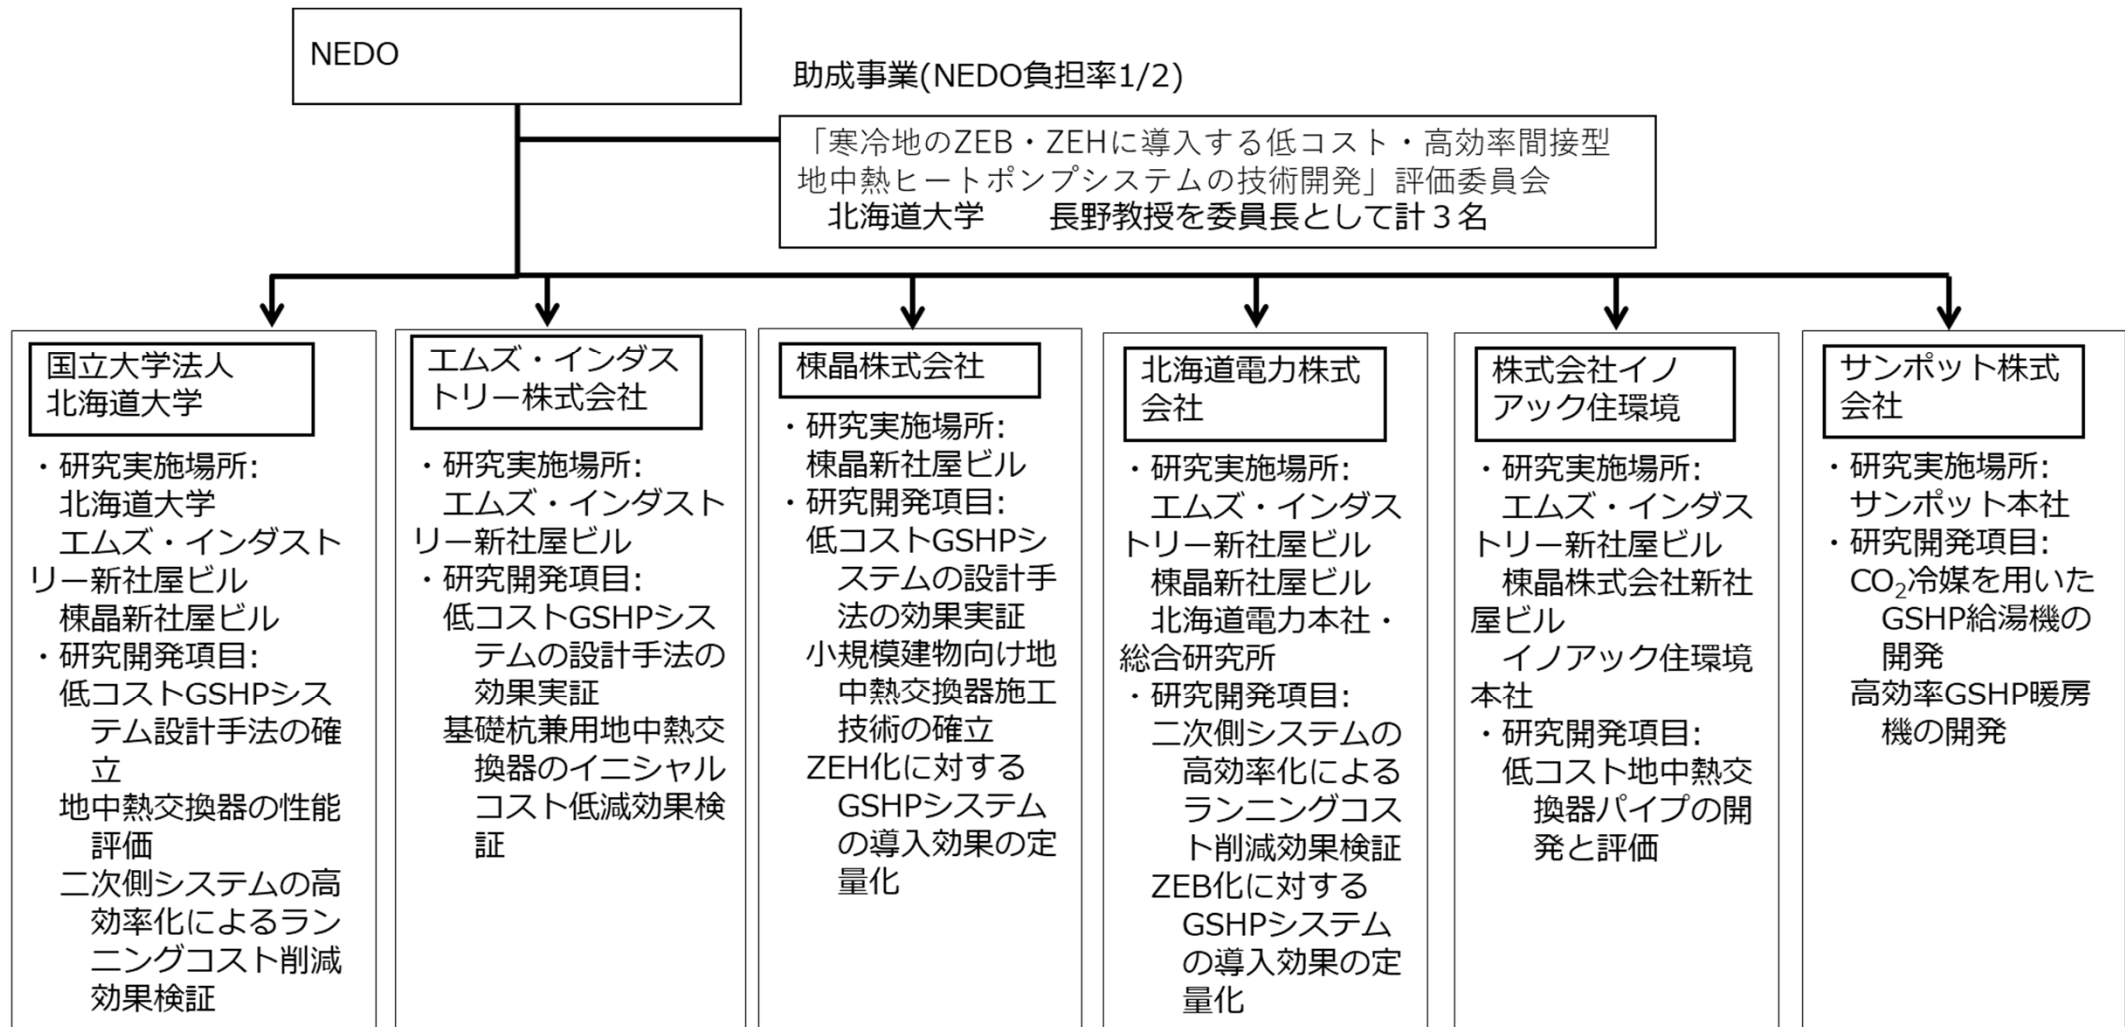 NEDO
助成事業(NEDO負担率1/2)
「寒冷地のZEB・ZEHに導入する低コスト・高効率間接型
地中熱ヒートポンプシステムの技術開発」評価委員会
北海道大学　　長野教授を委員長として計３名
国立大学法人
北海道大学
・研究実施場所:
北海道大学
エムズ・インダスト
リー新社屋ビル
棟晶新社屋ビル
・研究開発項目:
低コストGSHPシス
テム設計手法の確
立
地中熱交換器の性能
評価
二次側システムの高
効率化によるラン
ニングコスト削減
効果検証
エムズ・インダス
トリー株式会社
・研究実施場所:
エムズ・インダスト
リー新社屋ビル
・研究開発項目:
低コストGSHPシス
テムの設計手法の
効果実証
基礎杭兼用地中熱交
換器のイニシャル
コスト低減効果検
証
棟晶株式会社
・研究実施場所:
棟晶新社屋ビル
・研究開発項目:
低コストGSHPシ
ステムの設計手
法の効果実証
小規模建物向け地
中熱交換器施工
技術の確立
ZEH化に対する
GSHPシステム
の導入効果の定
量化
北海道電力株式
会社
・研究実施場所:
エムズ・インダス
トリー新社屋ビル
棟晶新社屋ビル
北海道電力本社・
総合研究所
・研究開発項目:
二次側システムの
高効率化による
ランニングコス
ト削減効果検証
ZEB化に対する
GSHPシステム
の導入効果の定
量化
株式会社イノ
アック住環境
・研究実施場所:
エムズ・インダス
トリー新社屋ビル
棟晶株式会社新社
屋ビル
イノアック住環境
本社
・研究開発項目:
低コスト地中熱交
換器パイプの開
発と評価
サンポット株式
会社
・研究実施場所:
サンポット本社
・研究開発項目:
CO₂冷媒を用いた
GSHP給湯機の
開発
高効率GSHP暖房
機の開発